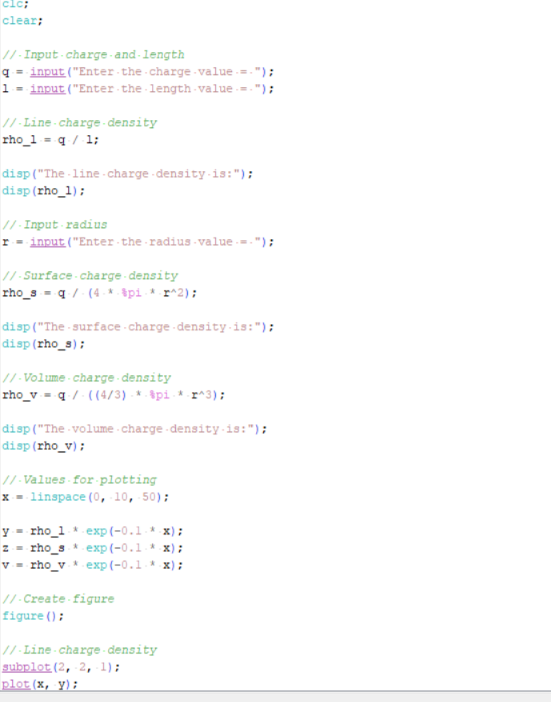 clc;
clear;
// Input charge and length
q = input("Enter the charge value = ");
l = input("Enter the length value = ");
// Line charge density
rho_l = q / l;
disp("The line charge density is:");
disp(rho_l);
// Input radius
r = input("Enter the radius value = ");
// Surface charge density
rho_s = q / (4 * %pi * r^2);
disp("The surface charge density is:");
disp(rho_s);
// Volume charge density
rho_v = q / ((4/3) * %pi * r^3);
disp("The volume charge density is:");
disp(rho_v);
// Values for plotting
x = linspace(0, 10, 50);
y = rho_l * exp(-0.1 * x);
z = rho_s * exp(-0.1 * x);
v = rho_v * exp(-0.1 * x);
// Create figure
figure();
// Line charge density
subplot(2, 2, 1);
plot(x, y);